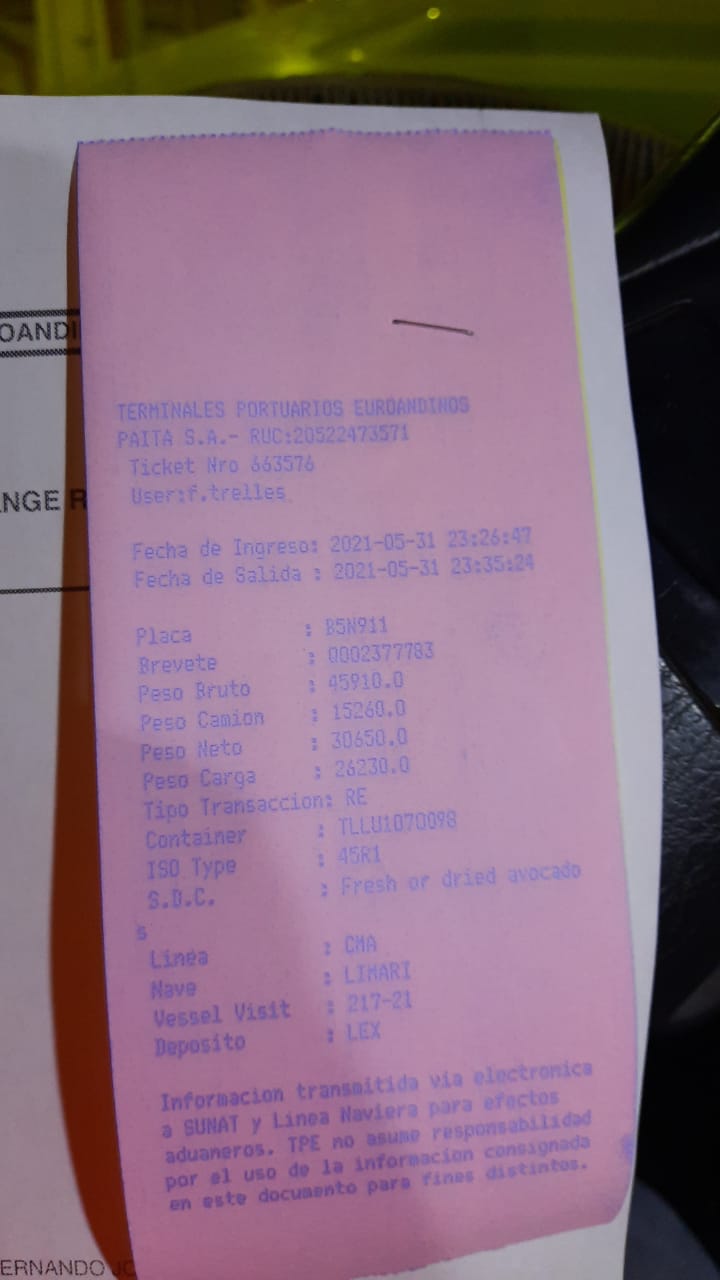 OANDI
NGE R
TERMINALES PORTUARIOS EUROANDINOS
PAITA S.A.- RUC:20522473571
Ticket Nro 663576
User:f.trelles
Fecha de Ingreso: 2021-05-31 23:26:47
Fecha de Salida : 2021-05-31 23:35:24
Placa : B5N911
Brevete : Q002377783
Peso Bruto : 45910.0
Peso Camion : 15260.0
Peso Neto : 30650.0
Peso Carga : 26230.0
Tipo Transaccion: RE
Container : TLLU1070098
ISO Type : 45R1
S.D.C. : Fresh or dried avocado
s
Linea : CMA
Nave : LIMARI
Vessel Visit : 217-21
Deposito : LEX
Informacion transmitida via electronica
a SUNAT y Linea Naviera para efectos
aduaneros. TPE no asume responsabilidad
por el uso de la informacion consignada
en este documento para fines distintos.
ERNANDO JO